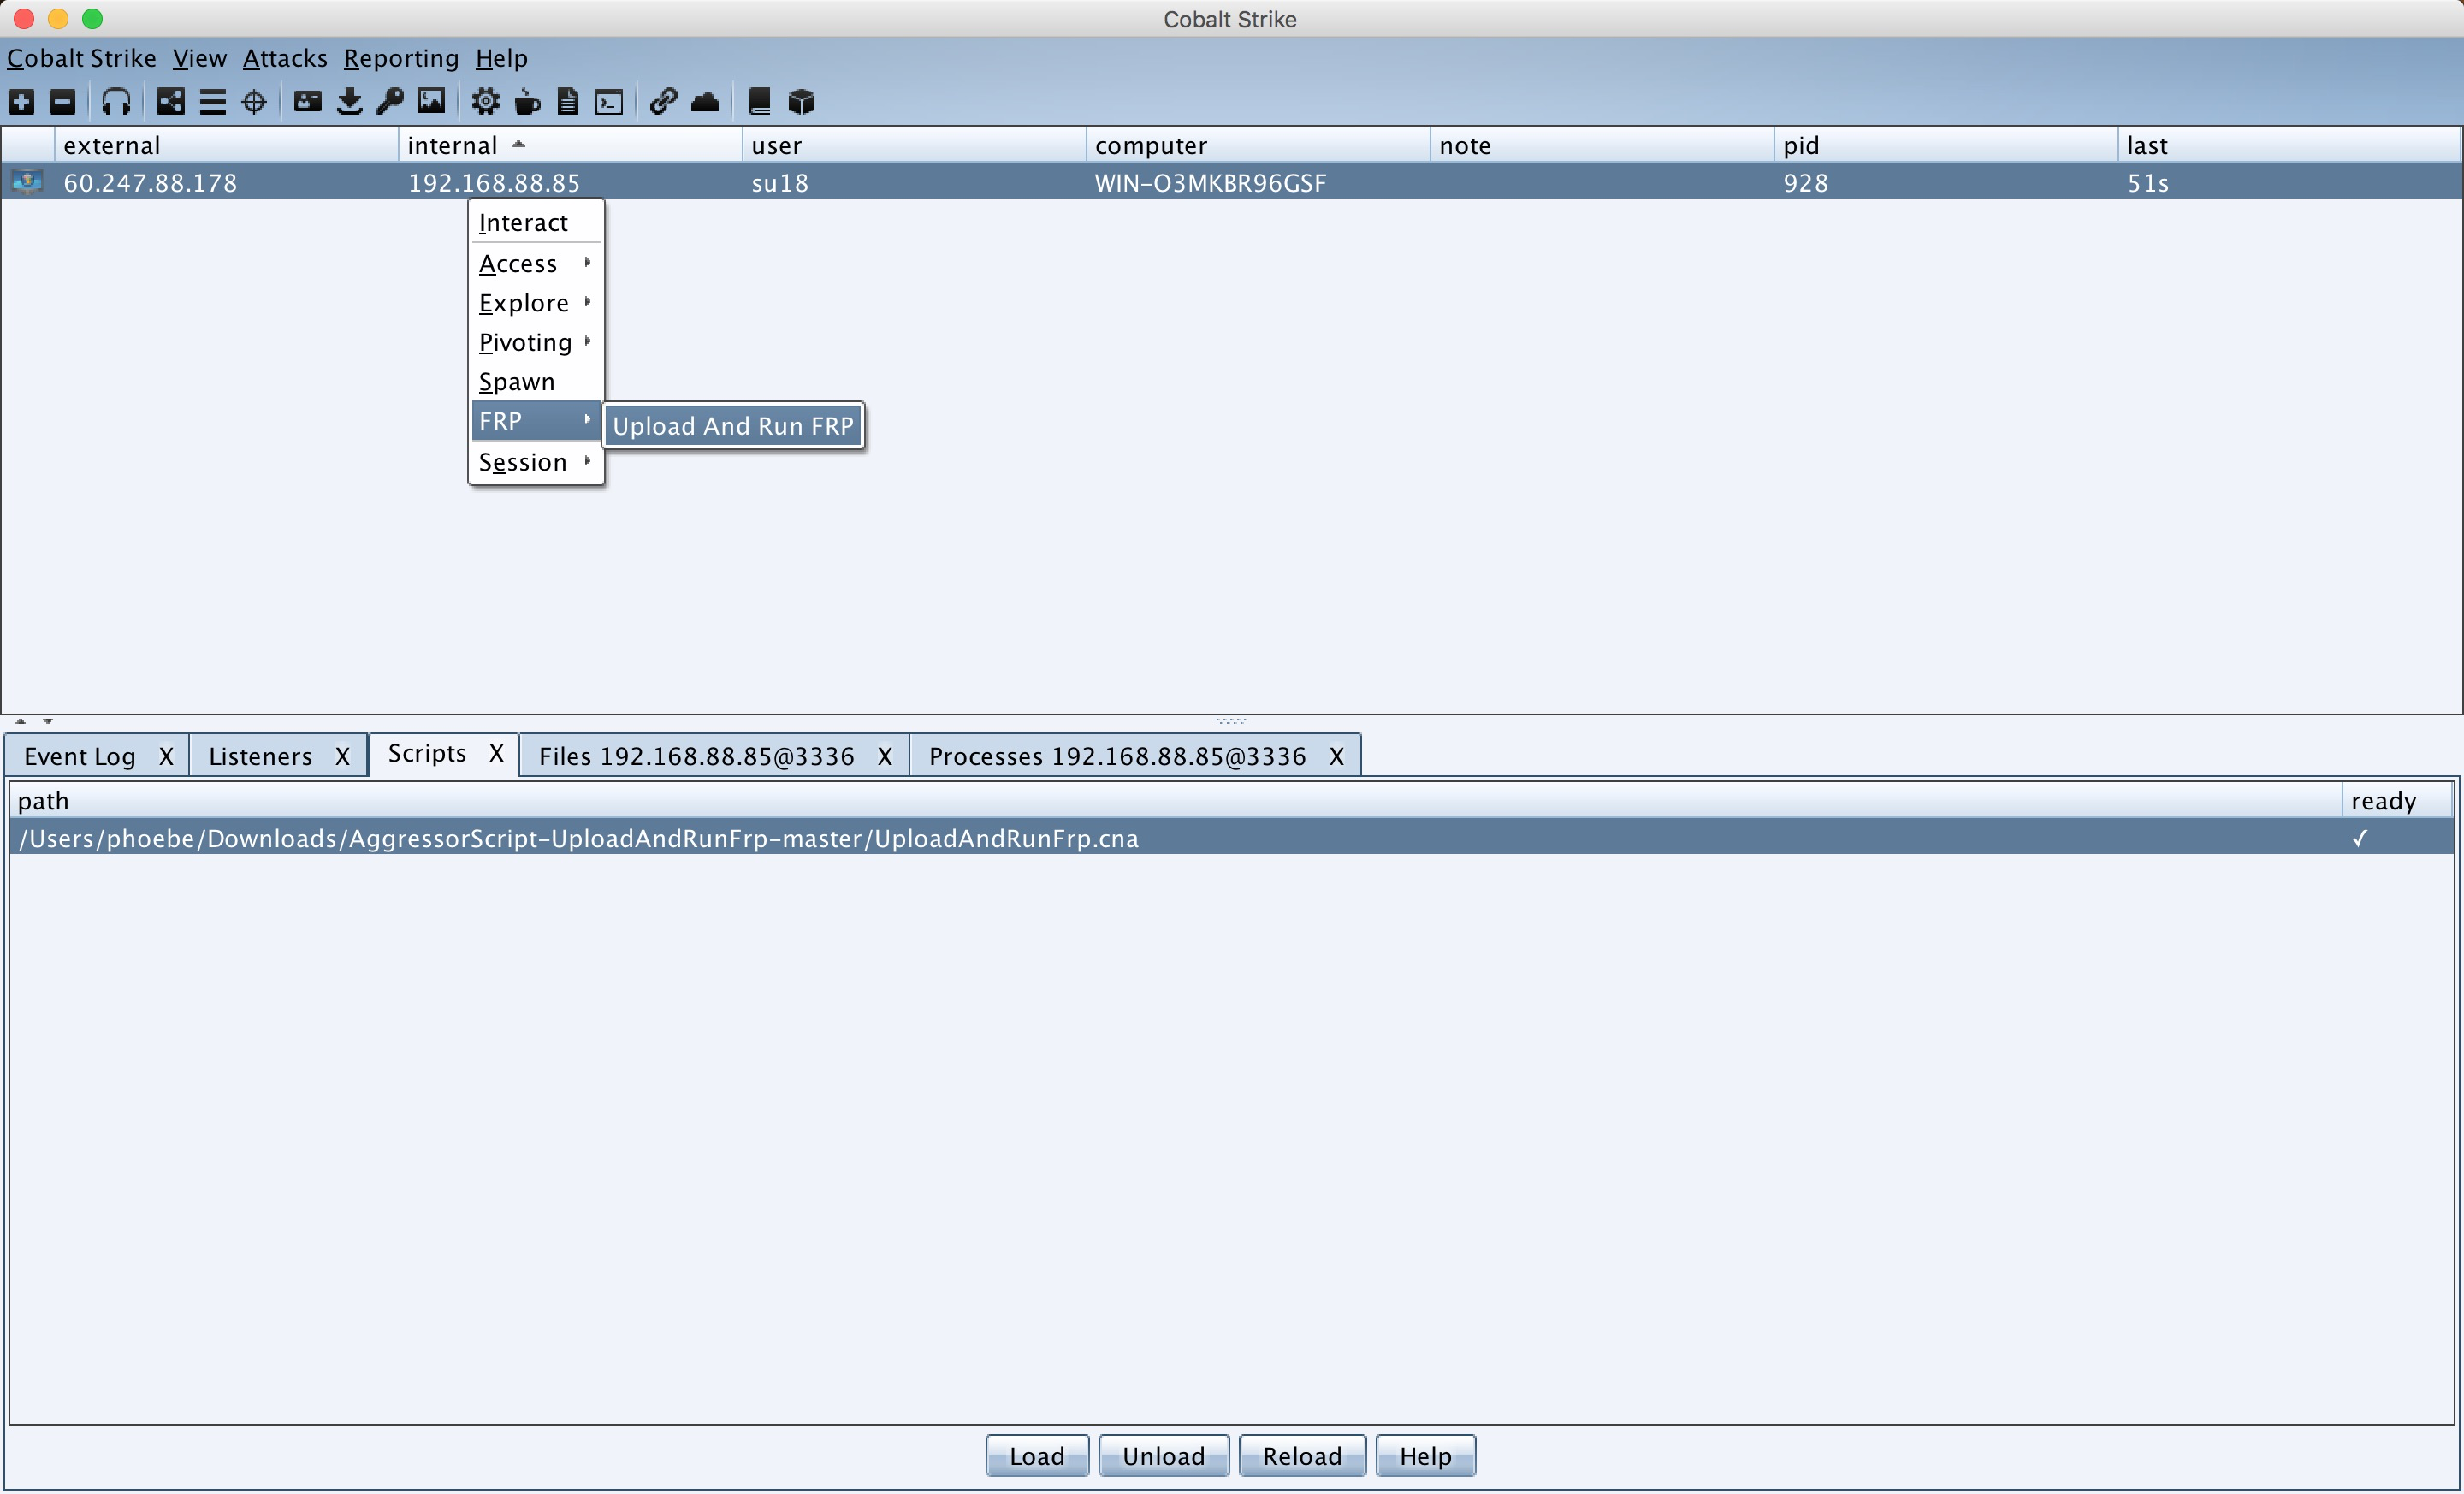 Cobalt Strike
Cobalt Strike View Attacks Reporting Help
external internal user computer note pid last
60.247.88.178 192.168.88.85 su18 WIN-O3MKBR96GSF 928 51s
Interact
Access
Explore
Pivoting
Spawn
FRP Upload And Run FRP
Session
Event Log X Listeners X Scripts X Files 192.168.88.85@3336 X Processes 192.168.88.85@3336 X
path ready
/Users/phoebe/Downloads/AggressorScript-UploadAndRunFrp-master/UploadAndRunFrp.cna ✓
Load Unload Reload Help